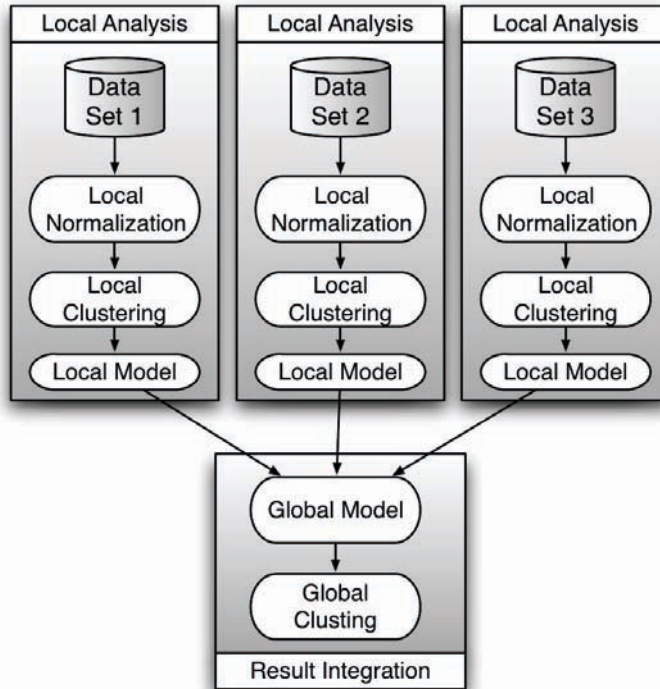 Local Analysis
Data
Set 1
Local
Normalization
Local
Clustering
Local Model
Local Analysis
Data
Set 2
Local
Normalization
Local
Clustering
Local Model
Local Analysis
Data
Set 3
Local
Normalization
Local
Clustering
Local Model
Global Model
Global
Clusting
Result Integration